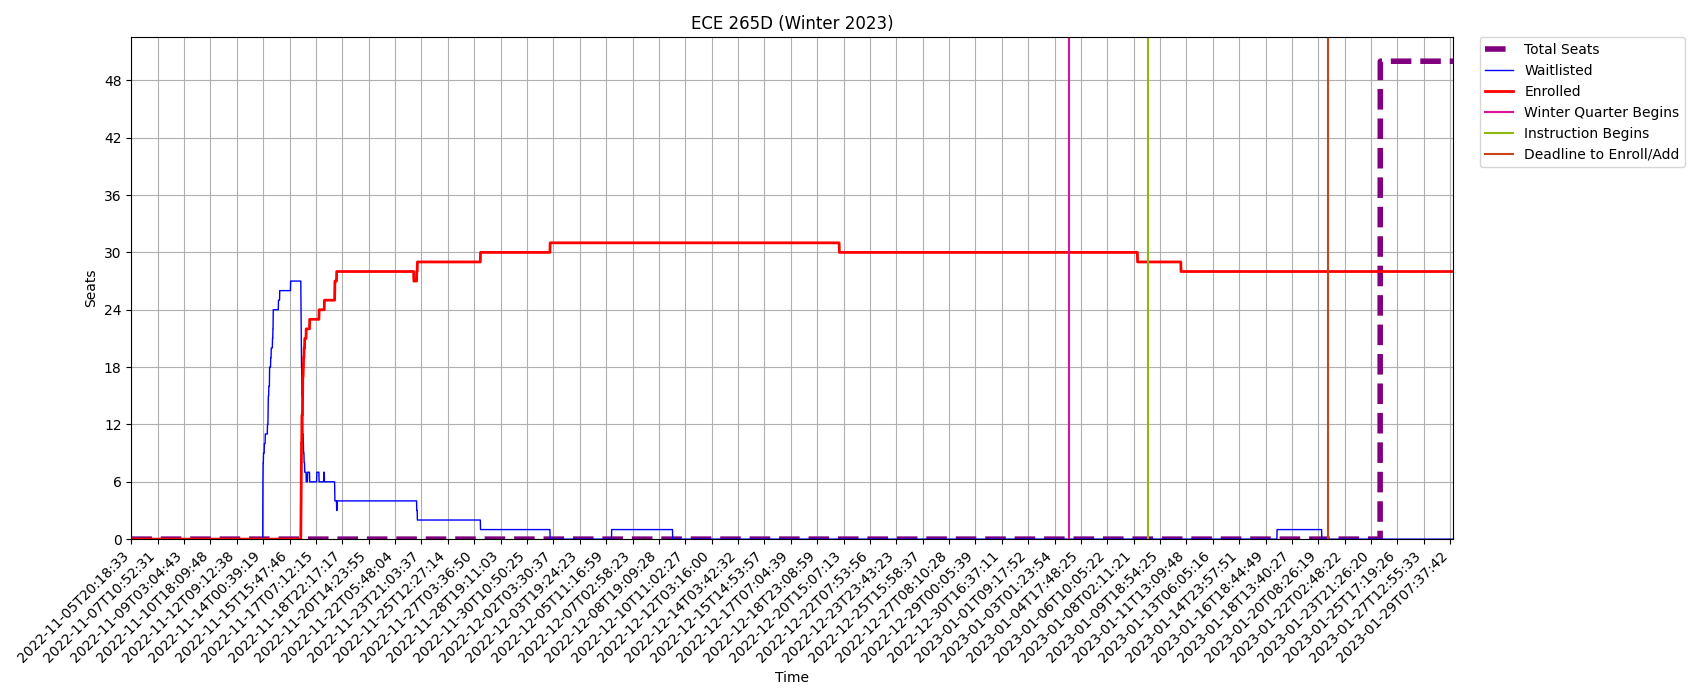 ECE 265D (Winter 2023)
Total Seats
Waitlisted
Enrolled
Winter Quarter Begins
Instruction Begins
Deadline to Enroll/Add
Seats
48
42
36
30
24
18
12
6
0
2022-11-05T20:18:33
2022-11-07T10:52:31
2022-11-09T03:04:43
2022-11-10T18:09:48
2022-11-12T09:12:38
2022-11-14T00:39:19
2022-11-15T15:47:46
2022-11-17T07:12:15
2022-11-18T22:17:17
2022-11-20T14:23:55
2022-11-22T05:48:04
2022-11-23T21:03:37
2022-11-25T12:27:14
2022-11-27T03:36:50
2022-11-28T19:11:03
2022-11-30T10:50:25
2022-12-02T03:30:37
2022-12-03T19:24:23
2022-12-05T11:16:59
2022-12-07T02:58:23
2022-12-08T19:09:28
2022-12-10T11:02:27
2022-12-12T03:16:00
2022-12-13T19:42:32
2022-12-15T14:53:57
2022-12-17T07:04:39
2022-12-18T23:08:59
2022-12-20T15:07:13
2022-12-22T07:53:56
2022-12-23T23:43:23
2022-12-25T15:58:37
2022-12-27T08:10:28
2022-12-29T00:05:39
2022-12-30T16:37:11
2023-01-01T09:17:52
2023-01-03T01:23:54
2023-01-04T17:48:25
2023-01-06T10:05:22
2023-01-08T02:11:21
2023-01-09T18:54:25
2023-01-11T13:09:48
2023-01-13T06:05:16
2023-01-14T23:57:51
2023-01-16T18:44:49
2023-01-18T13:40:27
2023-01-20T08:26:19
2023-01-22T02:48:22
2023-01-23T21:26:20
2023-01-25T17:19:26
2023-01-27T12:55:33
2023-01-29T07:37:42
Time